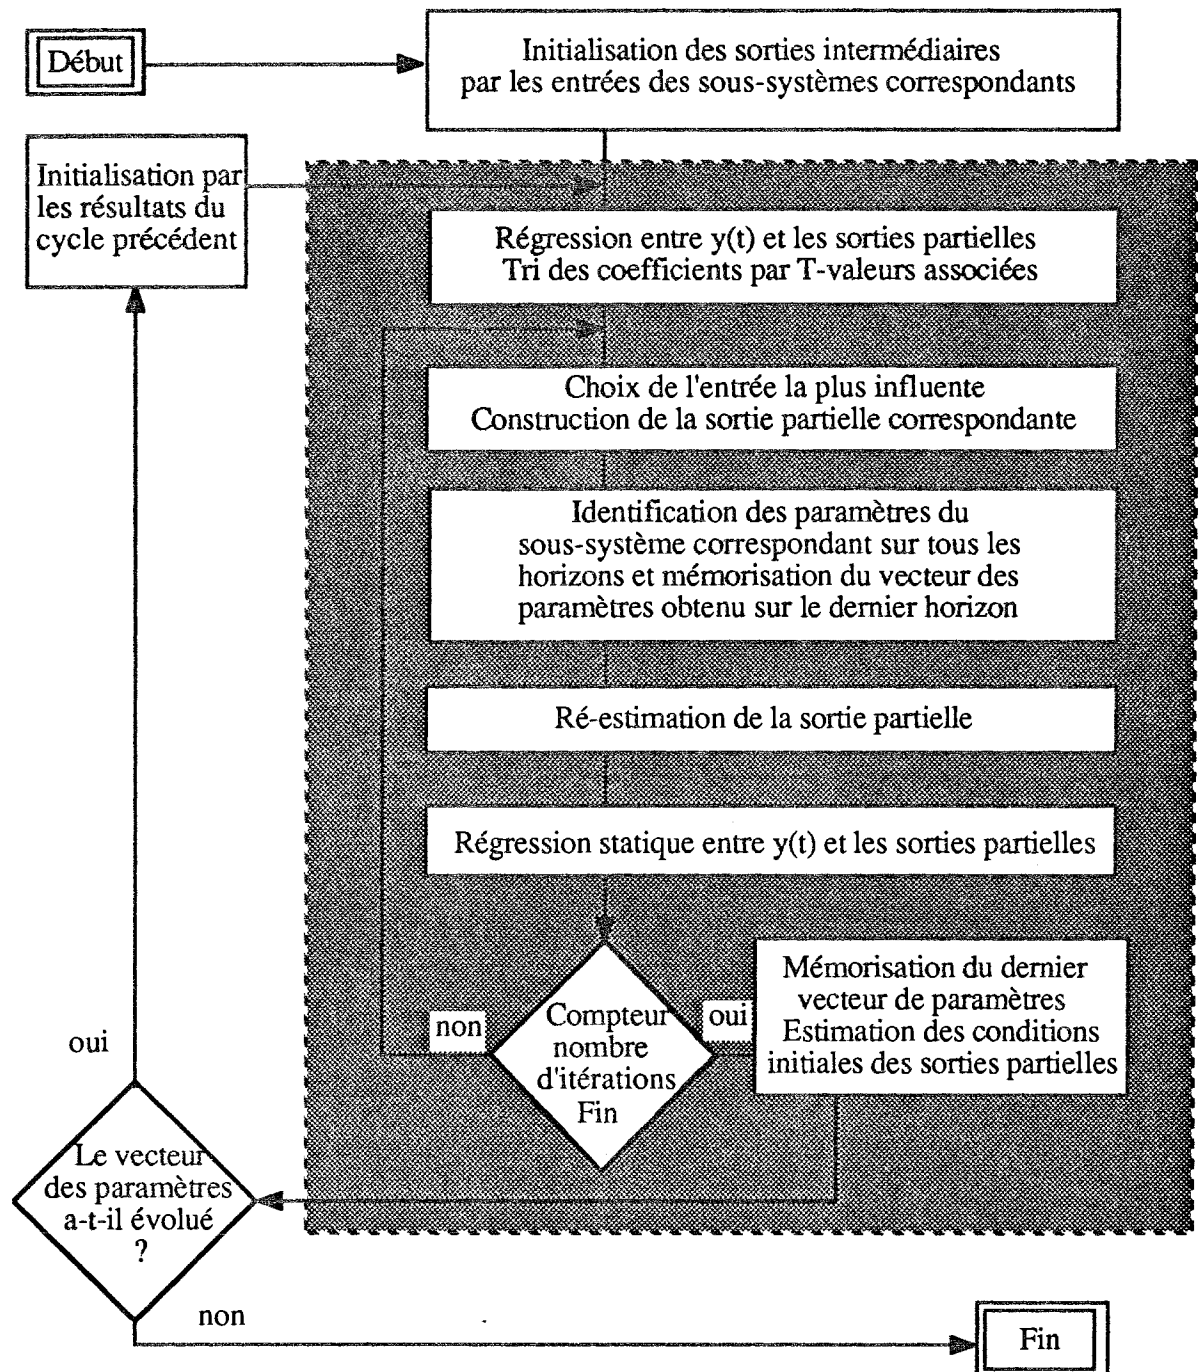 Début
Initialisation des sorties intermédiaires
par les entrées des sous-systèmes correspondants
Initialisation par
les résultats du
cycle précédent
Régression entre y(t) et les sorties partielles
Tri des coefficients par T-valeurs associées
Choix de l'entrée la plus influente
Construction de la sortie partielle correspondante
Identification des paramètres du
sous-système correspondant sur tous les
horizons et mémorisation du vecteur des
paramètres obtenu sur le dernier horizon
Ré-estimation de la sortie partielle
Régression statique entre y(t) et les sorties partielles
non
Compteur
nombre
d'itérations
Fin
oui
Mémorisation du dernier
vecteur de paramètres
Estimation des conditions
initiales des sorties partielles
oui
Le vecteur
des paramètres
a-t-il évolué
?
non
Fin